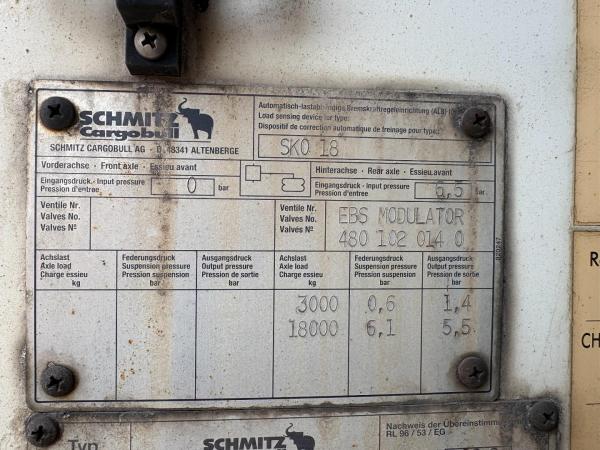 SCHMITZ
Cargobull
SCHMITZ CARGOBULL AG · D-48341 ALTENBERGE
Automatisch-lastabhängige Bremskraftregeleinrichtung (ALB)
Load sensing device for type:
Dispositif de correction automatique de freinage pour type:
SKO 18
Vorderachse - Front axle - Essieu avant
Eingangsdruck - Input pressure
Pression d'entree
0 bar
Hinterachse - Rear axle - Essieu avant
Eingangsdruck - Input pressure
Pression d'entree
6,5 bar
Ventile Nr.
Valves No.
Valves N°
Ventile Nr.
Valves No.
Valves N°
EBS MODULATOR
480 102 014 0
Achslast
Axle load
Charge essieu
kg
Federungsdruck
Suspension pressure
Pression suspension
bar
Ausgangsdruck
Output pressure
Pression de sortie
bar
Achslast
Axle load
Charge essieu
kg
Federungsdruck
Suspension pressure
Pression suspension
bar
Ausgangsdruck
Output pressure
Pression de sortie
bar
3000 0,6 1,4
18000 6,1 5,5
Typ
SCHMITZ
Nachweis der Übereinstimm
RL 96 / 53 / EG
R
CH